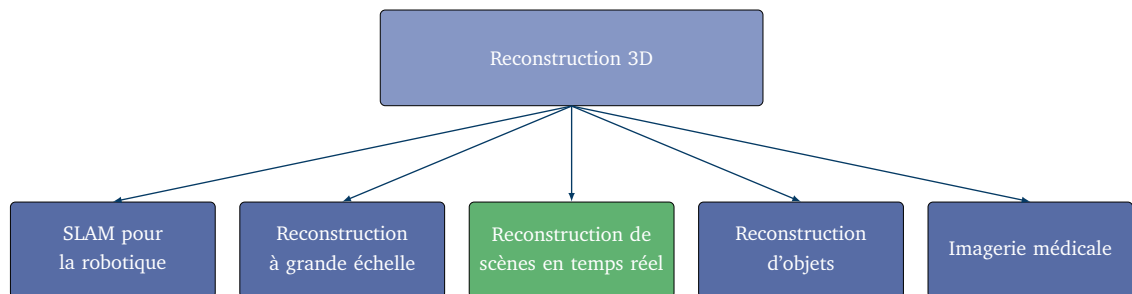 Reconstruction 3D
SLAM pour
la robotique
Reconstruction
à grande échelle
Reconstruction de
scènes en temps réel
Reconstruction
d’objets
Imagerie médicale